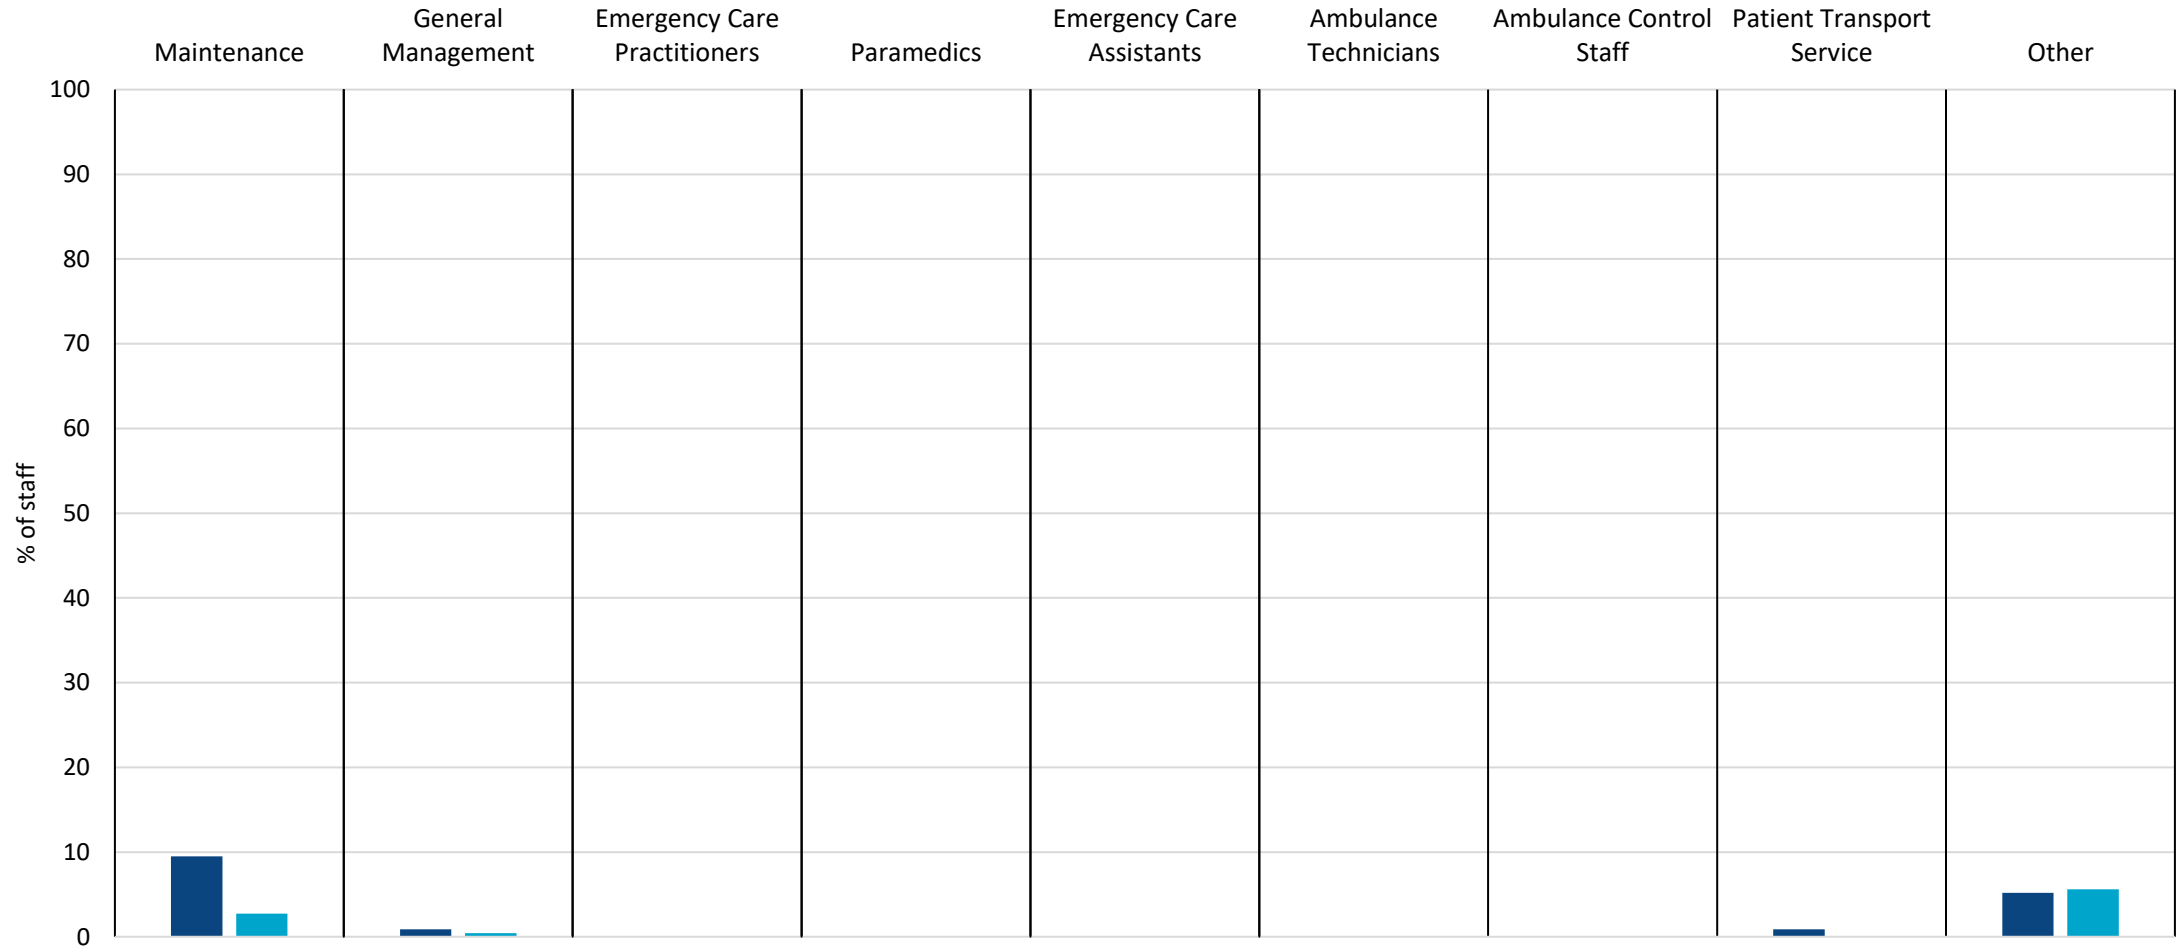 Maintenance
General
Management
Emergency Care
Practitioners
Paramedics
Emergency Care
Assistants
Ambulance
Technicians
Ambulance Control
Staff
Patient Transport
Service
Other
% of staff
100
90
80
70
60
50
40
30
20
10
0